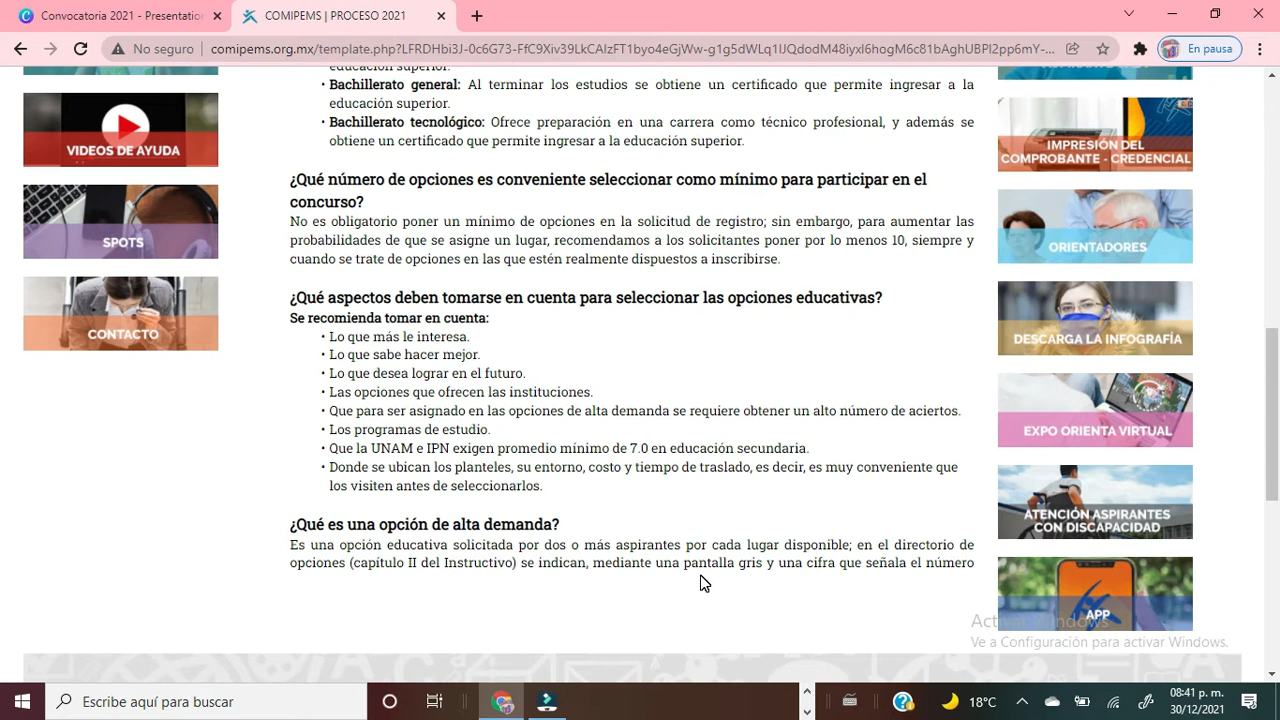 Convocatoria 2021 - Presentatio
COMIPEMS | PROCESO 2021
No seguro
comipems.org.mx/template.php?LFRDHbi3J0c6G73-FfC9Xiv39LkCAIzFT1byo4eGjWw-g1g5dWLq1IJQdodM48iyxl6hogM6c81bAghUBPI2pp6mY-...
En pausa
educación superior.
• Bachillerato general: Al terminar los estudios se obtiene un certificado que permite ingresar a la
educación superior.
• Bachillerato tecnológico: Ofrece preparación en una carrera como técnico profesional, y además se
obtiene un certificado que permite ingresar a la educación superior.
¿Qué número de opciones es conveniente seleccionar como mínimo para participar en el
concurso?
No es obligatorio poner un mínimo de opciones en la solicitud de registro; sin embargo, para aumentar las
probabilidades de que se asigne un lugar, recomendamos a los solicitantes poner por lo menos 10, siempre y
cuando se trate de opciones en las que estén realmente dispuestos a inscribirse.
¿Qué aspectos deben tomarse en cuenta para seleccionar las opciones educativas?
Se recomienda tomar en cuenta:
• Lo que más le interesa.
• Lo que sabe hacer mejor.
• Lo que desea lograr en el futuro.
• Las opciones que ofrecen las instituciones.
• Que para ser asignado en las opciones de alta demanda se requiere obtener un alto número de aciertos.
• Los programas de estudio.
• Que la UNAM e IPN exigen promedio mínimo de 7.0 en educación secundaria.
• Donde se ubican los planteles, su entorno, costo y tiempo de traslado, es decir, es muy conveniente que
los visiten antes de seleccionarlos.
¿Qué es una opción de alta demanda?
Es una opción educativa solicitada por dos o más aspirantes por cada lugar disponible; en el directorio de
opciones (capítulo II del Instructivo) se indican, mediante una pantalla gris y una cifra que señala el número
VIDEOS DE AYUDA
SPOTS
CONTACTO
IMPRESIÓN DEL
COMPROBANTE - CREDENCIAL
ORIENTADORES
DESCARGA LA INFOGRAFÍA
EXPO ORIENTA VIRTUAL
ATENCIÓN ASPIRANTES
CON DISCAPACIDAD
APP
Activar Windows
Ve a Configuración para activar Windows.
Escribe aquí para buscar
18°C
08:41 p. m.
30/12/2021